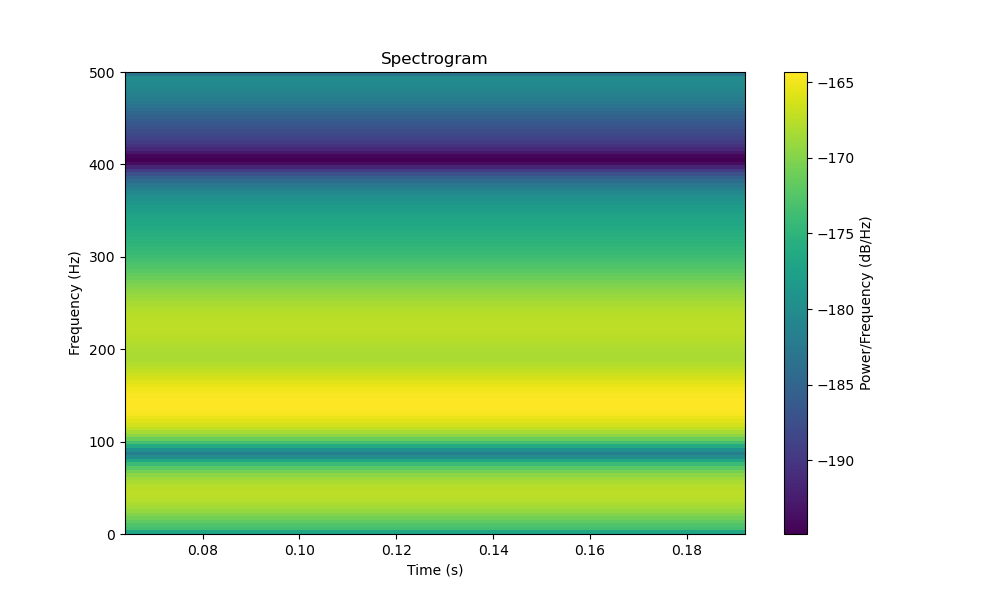 Spectrogram
500
400
300
200
100
0
Frequency (Hz)
0.08 0.10 0.12 0.14 0.16 0.18
Time (s)
−165
−170
−175
−180
−185
−190
Power/Frequency (dB/Hz)